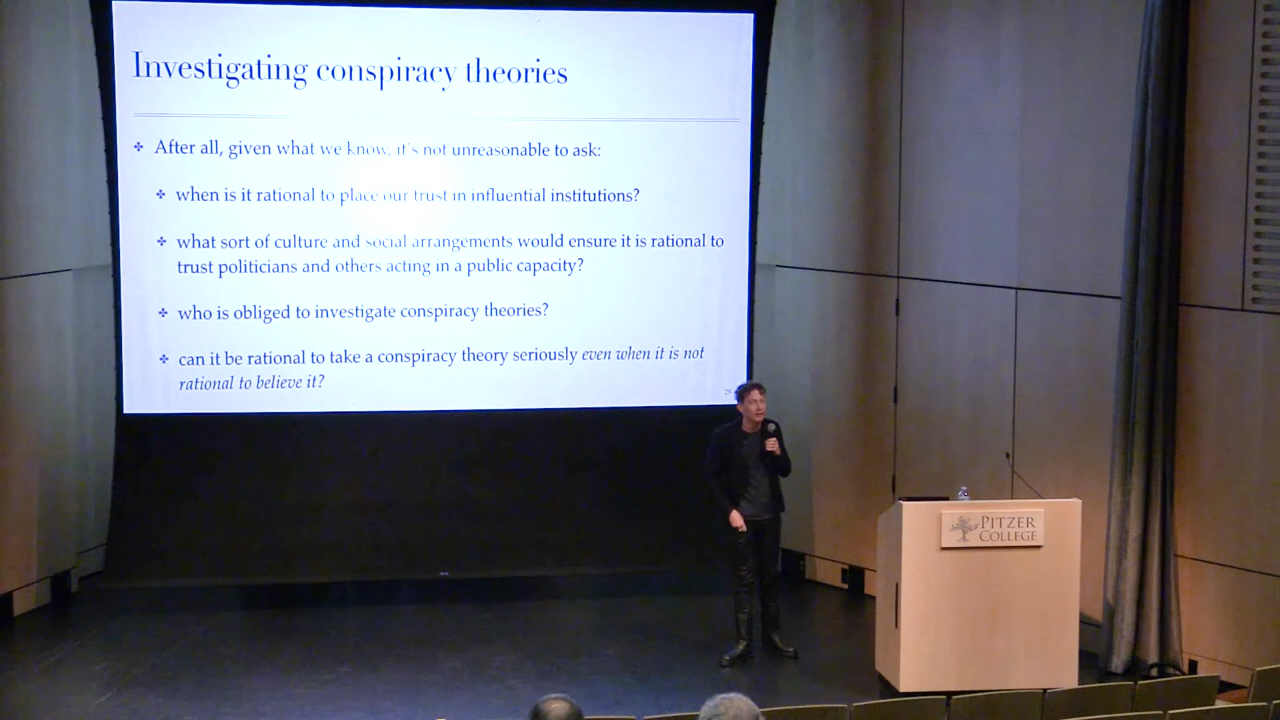 Investigating conspiracy theories
After all, given what we know, it's not unreasonable to ask:
when is it rational to place our trust in influential institutions?
what sort of culture and social arrangements would ensure it is rational to
trust politicians and others acting in a public capacity?
who is obliged to investigate conspiracy theories?
can it be rational to take a conspiracy theory seriously even when it is not
rational to believe it?
PITZER
COLLEGE